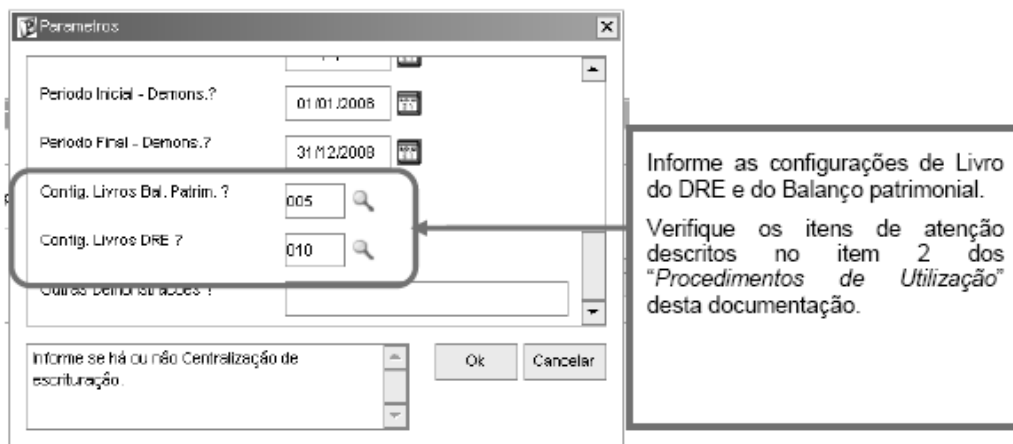 Parametros
Periodo Inicial - Demons.?
01/01/2008
Periodo Final - Demons.?
31/12/2008
Config. Livros Bal. Patrim. ?
005
Config. Livros DRE ?
010
Outras Demonstracoes ?
Informe se há ou não Centralização de
escrituração.
Ok
Cancelar
Informe as configurações de Livro
do DRE e do Balanço patrimonial.
Verifique os itens de atenção
descritos no item 2 dos
“Procedimentos de Utilização”
desta documentação.